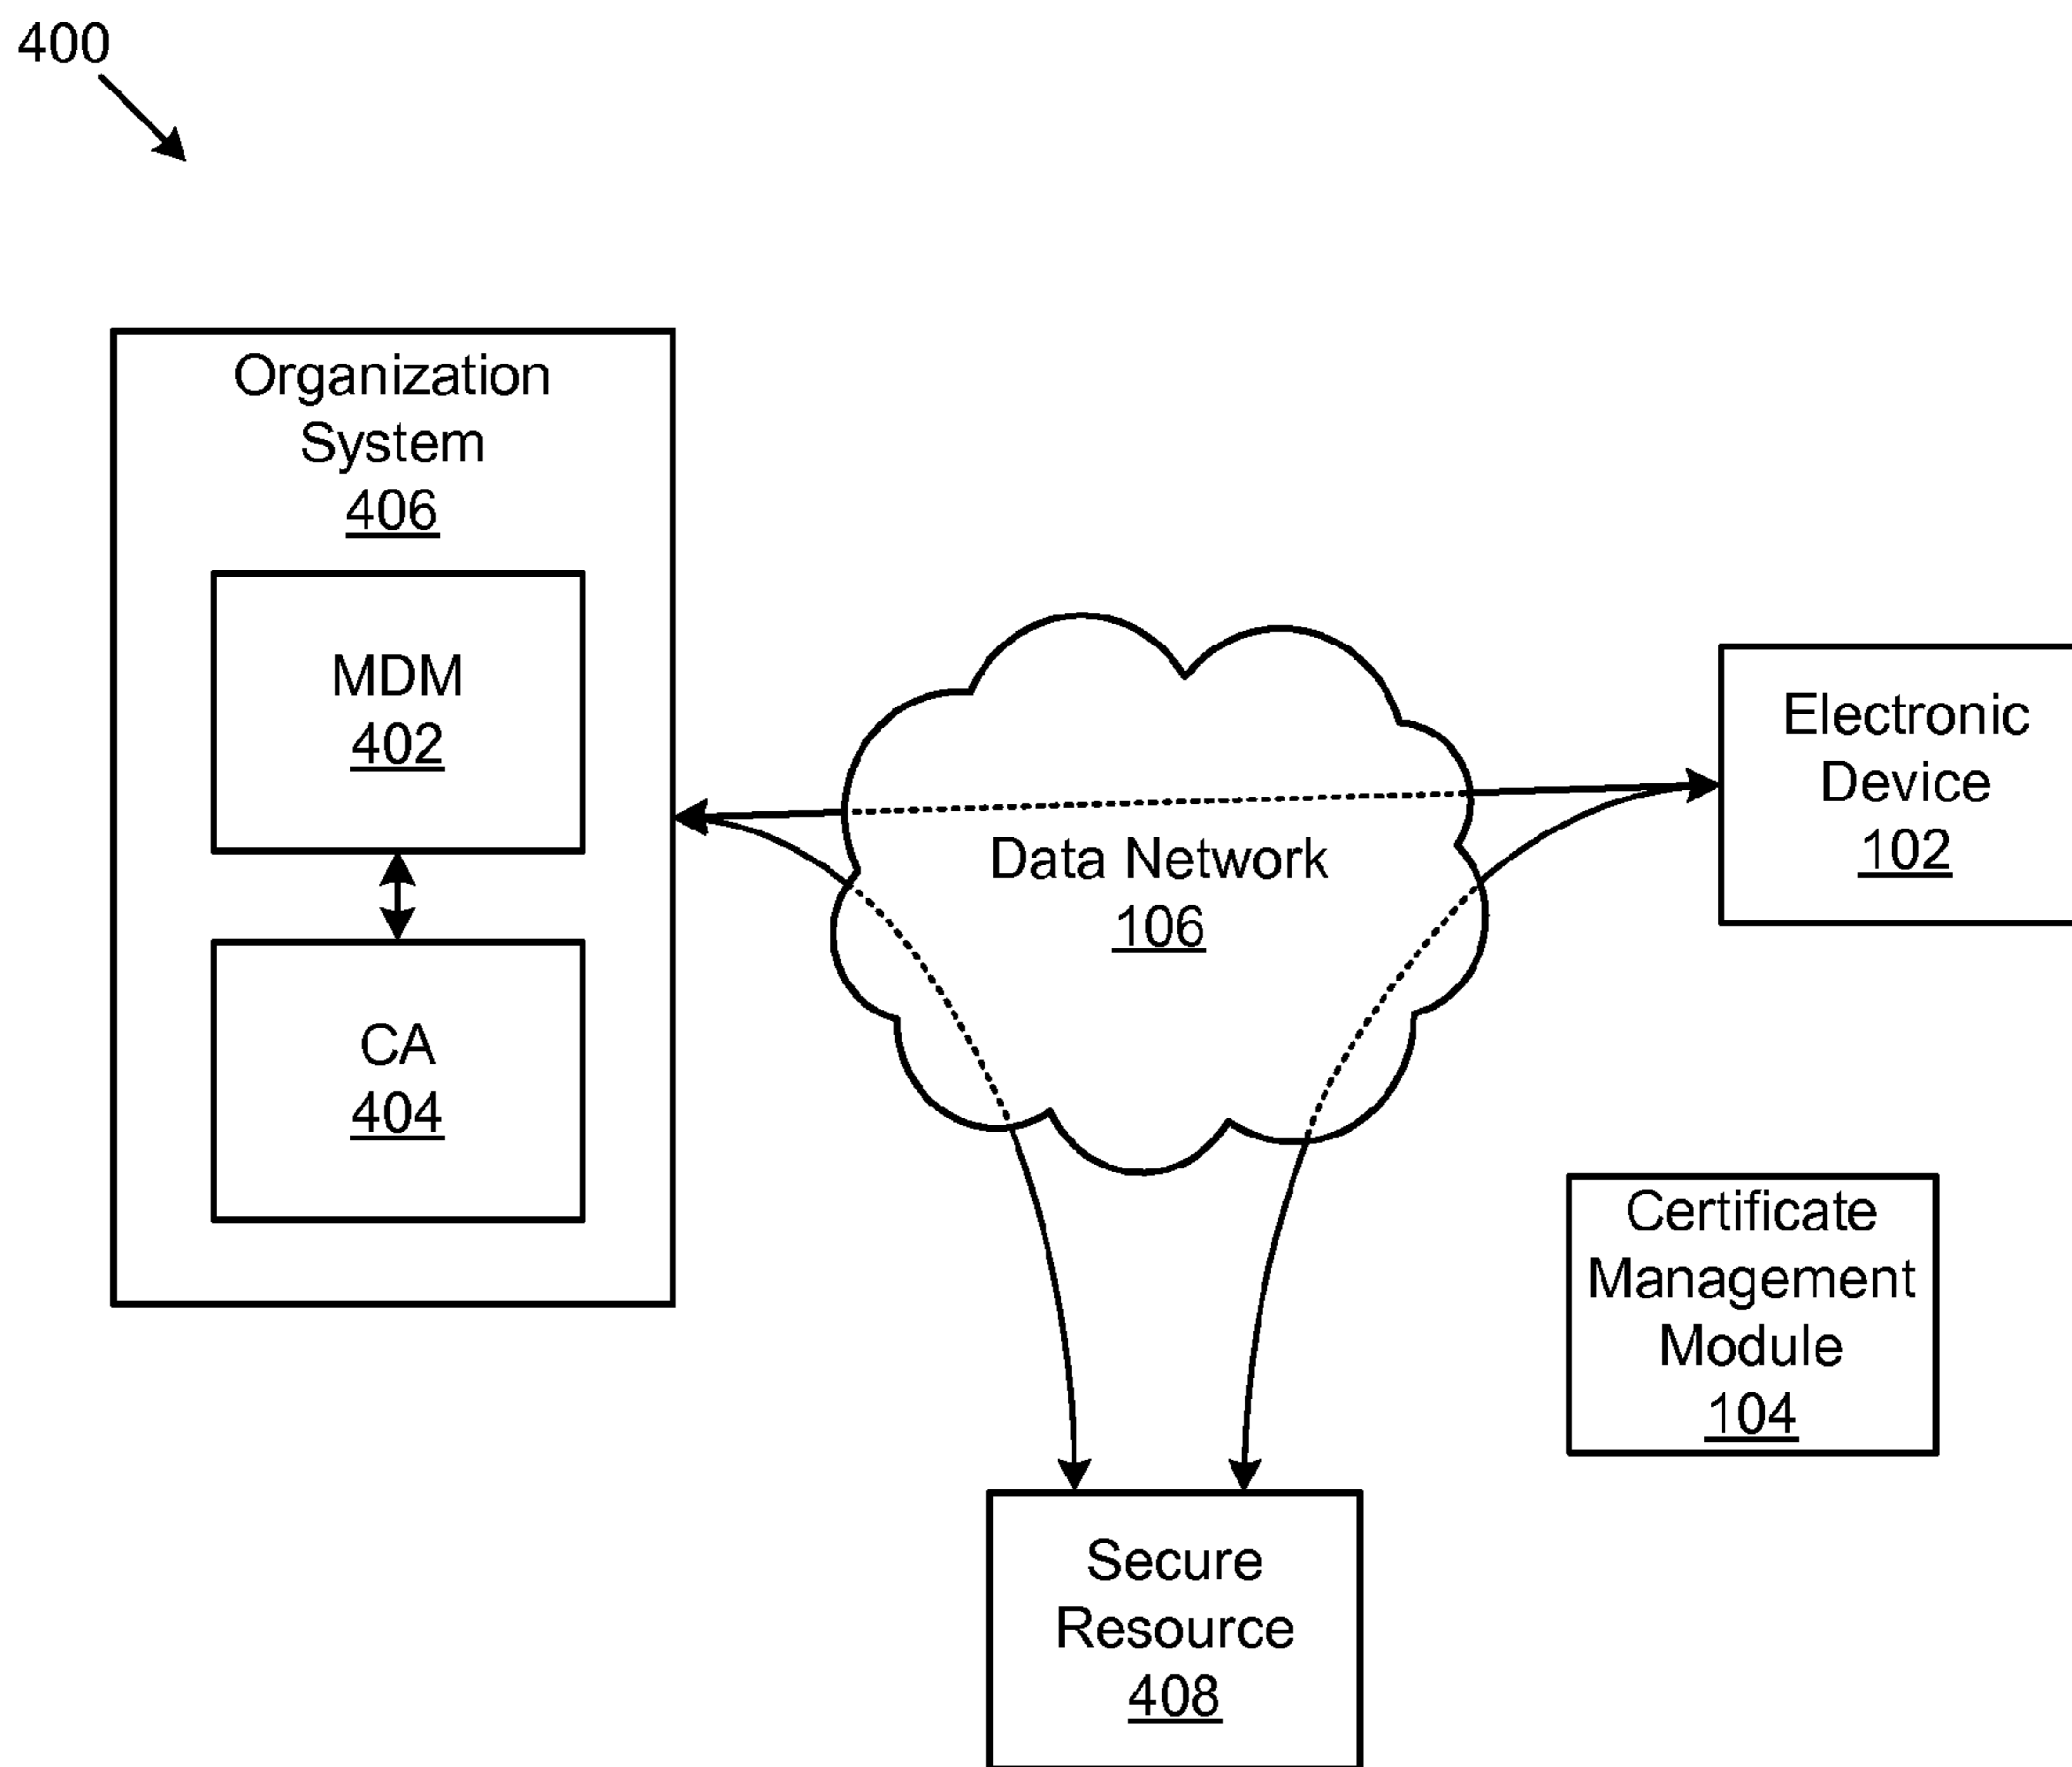 400
Organization
System
406
MDM
402
CA
404
Data Network
106
Electronic
Device
102
Certificate
Management
Module
104
Secure
Resource
408